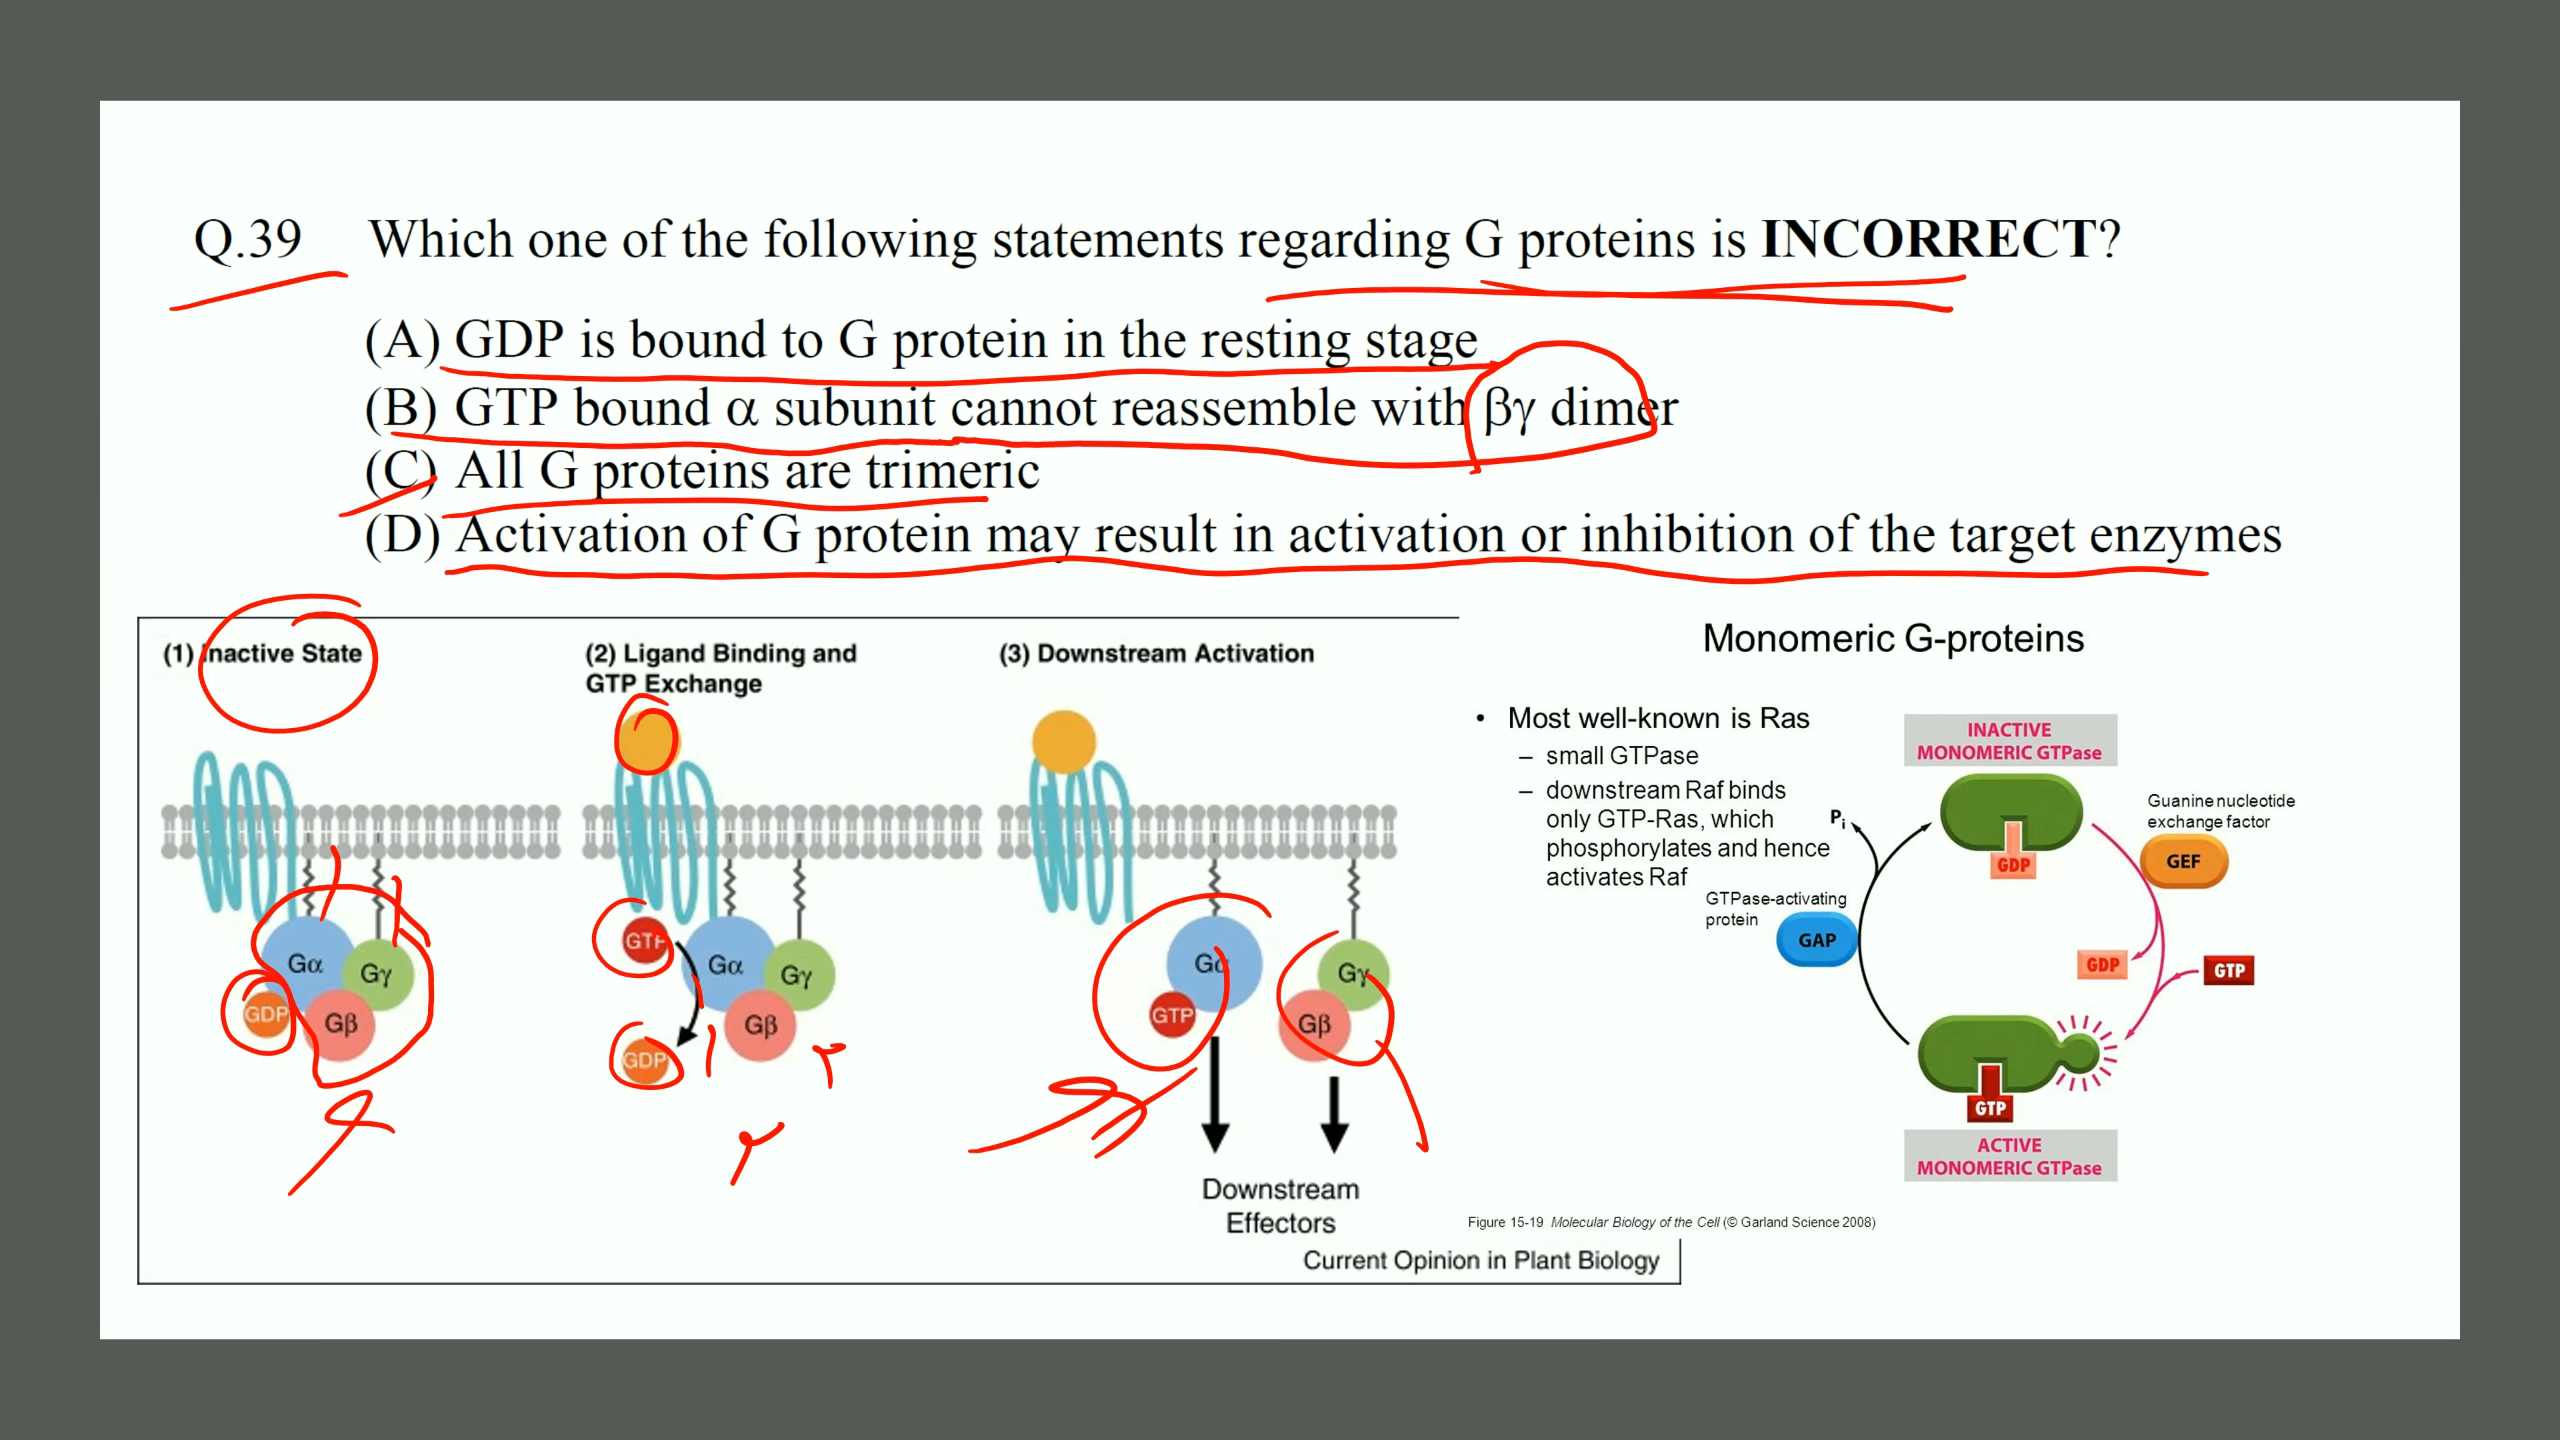 Q.39 Which one of the following statements regarding G proteins is INCORRECT?
(A) GDP is bound to G protein in the resting stage
(B) GTP bound α subunit cannot reassemble with βγ dimer
(C) All G proteins are trimeric
(D) Activation of G protein may result in activation or inhibition of the target enzymes
(1) Inactive State
Gα
Gγ
GDP
Gβ
(2) Ligand Binding and
GTP Exchange
GTP
Gα
Gγ
Gβ
GDP
(3) Downstream Activation
Gα
Gγ
GTP
Gβ
Downstream
Effectors
Current Opinion in Plant Biology
Monomeric G-proteins
• Most well-known is Ras
– small GTPase
– downstream Raf binds
only GTP-Ras, which
phosphorylates and hence
activates Raf
INACTIVE
MONOMERIC GTPase
GDP
Guanine nucleotide
exchange factor
GEF
Pi
GTPase-activating
protein
GAP
GDP
GTP
GTP
ACTIVE
MONOMERIC GTPase
Figure 15-19 Molecular Biology of the Cell (© Garland Science 2008)